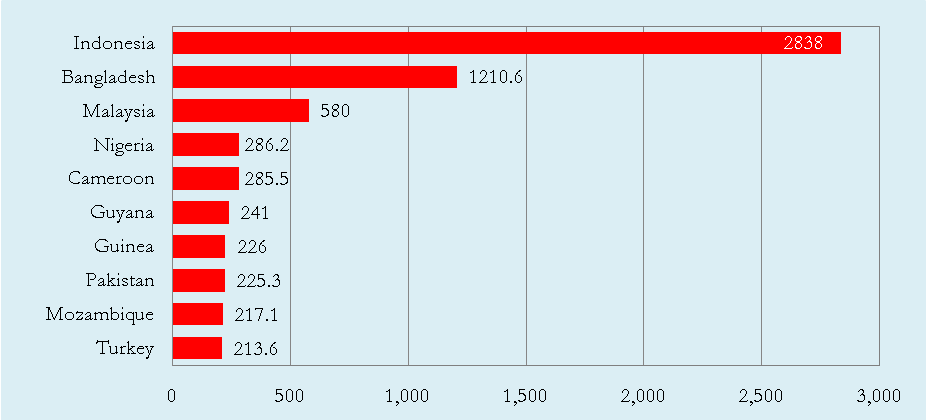 Indonesia 2838
Bangladesh 1210.6
Malaysia 580
Nigeria 286.2
Cameroon 285.5
Guyana 241
Guinea 226
Pakistan 225.3
Mozambique 217.1
Turkey 213.6
0 500 1,000 1,500 2,000 2,500 3,000